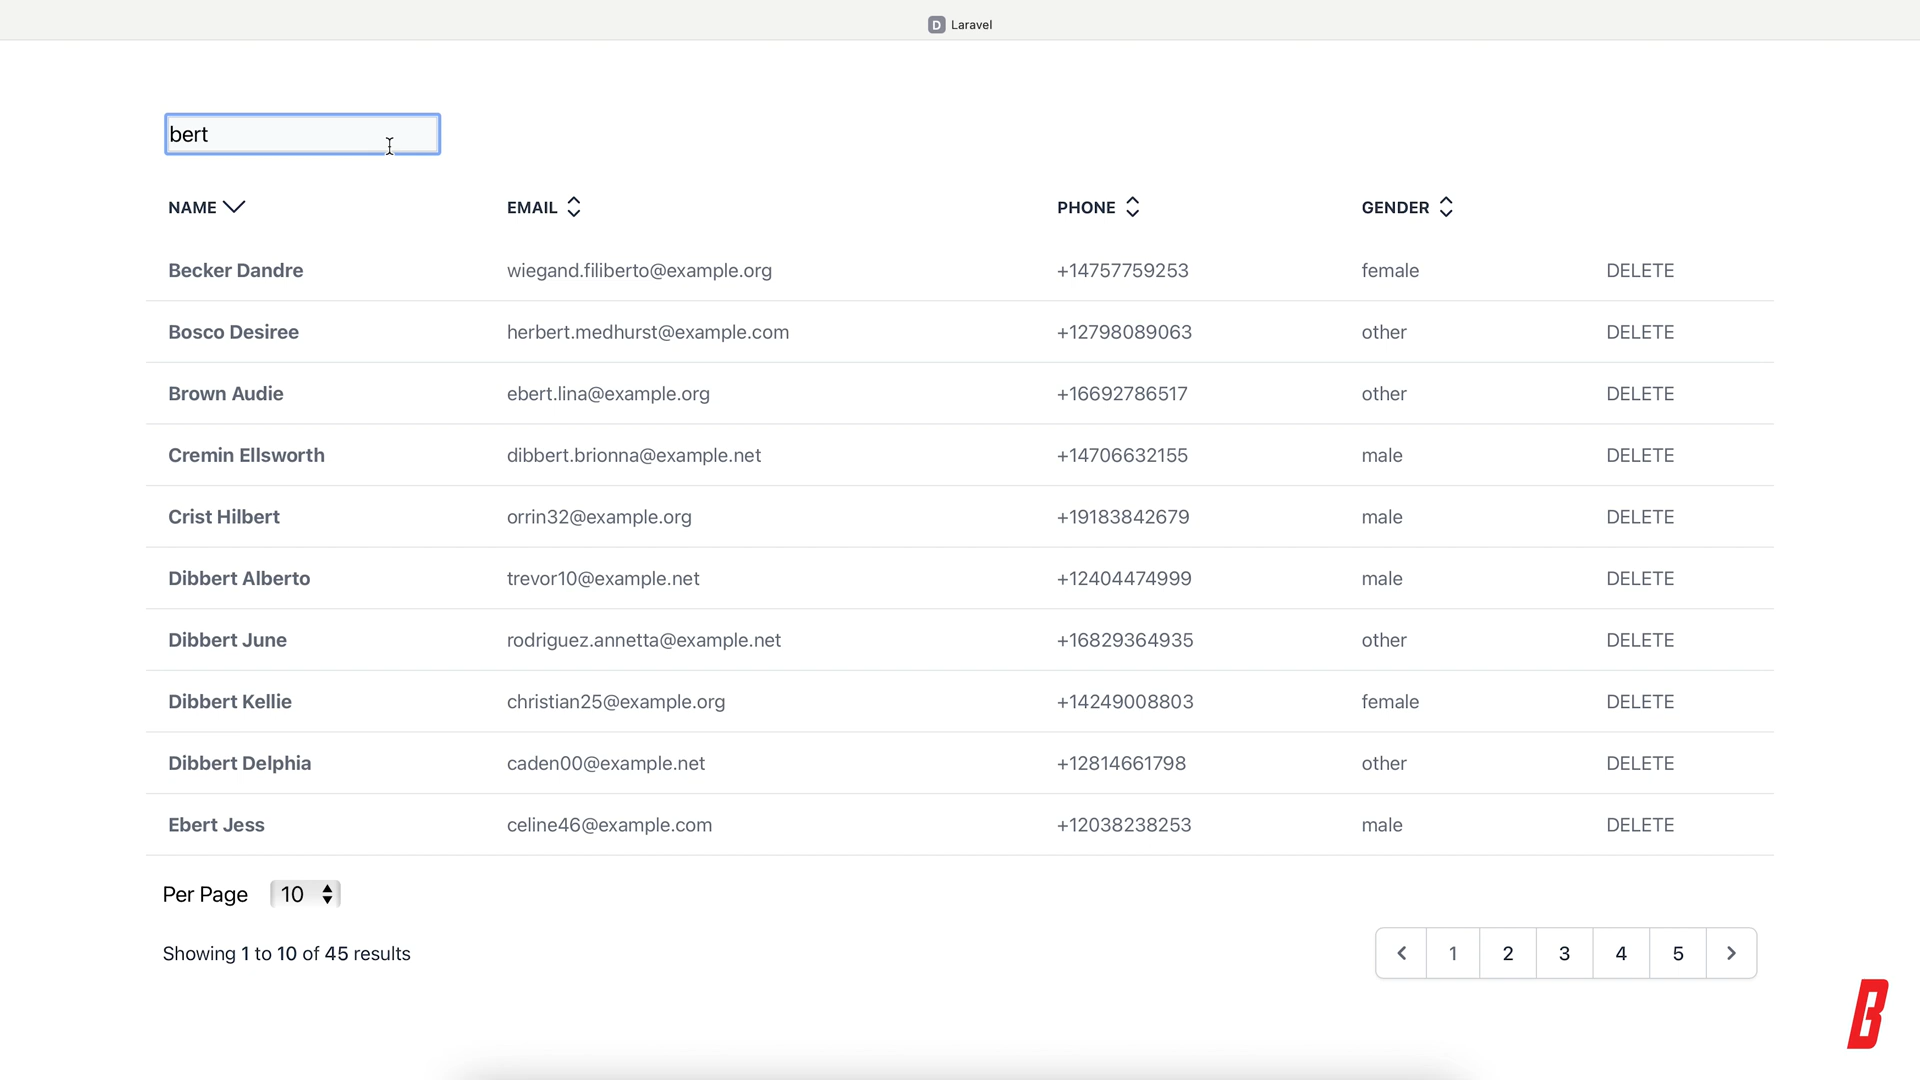 D Laravel
bert
NAME EMAIL PHONE GENDER
Becker Dandre wiegand.filiberto@example.org +14757759253 female DELETE
Bosco Desiree herbert.medhurst@example.com +12798089063 other DELETE
Brown Audie ebert.lina@example.org +16692786517 other DELETE
Cremin Ellsworth dibbert.brionna@example.net +14706632155 male DELETE
Crist Hilbert orrin32@example.org +19183842679 male DELETE
Dibbert Alberto trevor10@example.net +12404474999 male DELETE
Dibbert June rodriguez.annetta@example.net +16829364935 other DELETE
Dibbert Kellie christian25@example.org +14249008803 female DELETE
Dibbert Delphia caden00@example.net +12814661798 other DELETE
Ebert Jess celine46@example.com +12038238253 male DELETE
Per Page 10
Showing 1 to 10 of 45 results 1 2 3 4 5
B